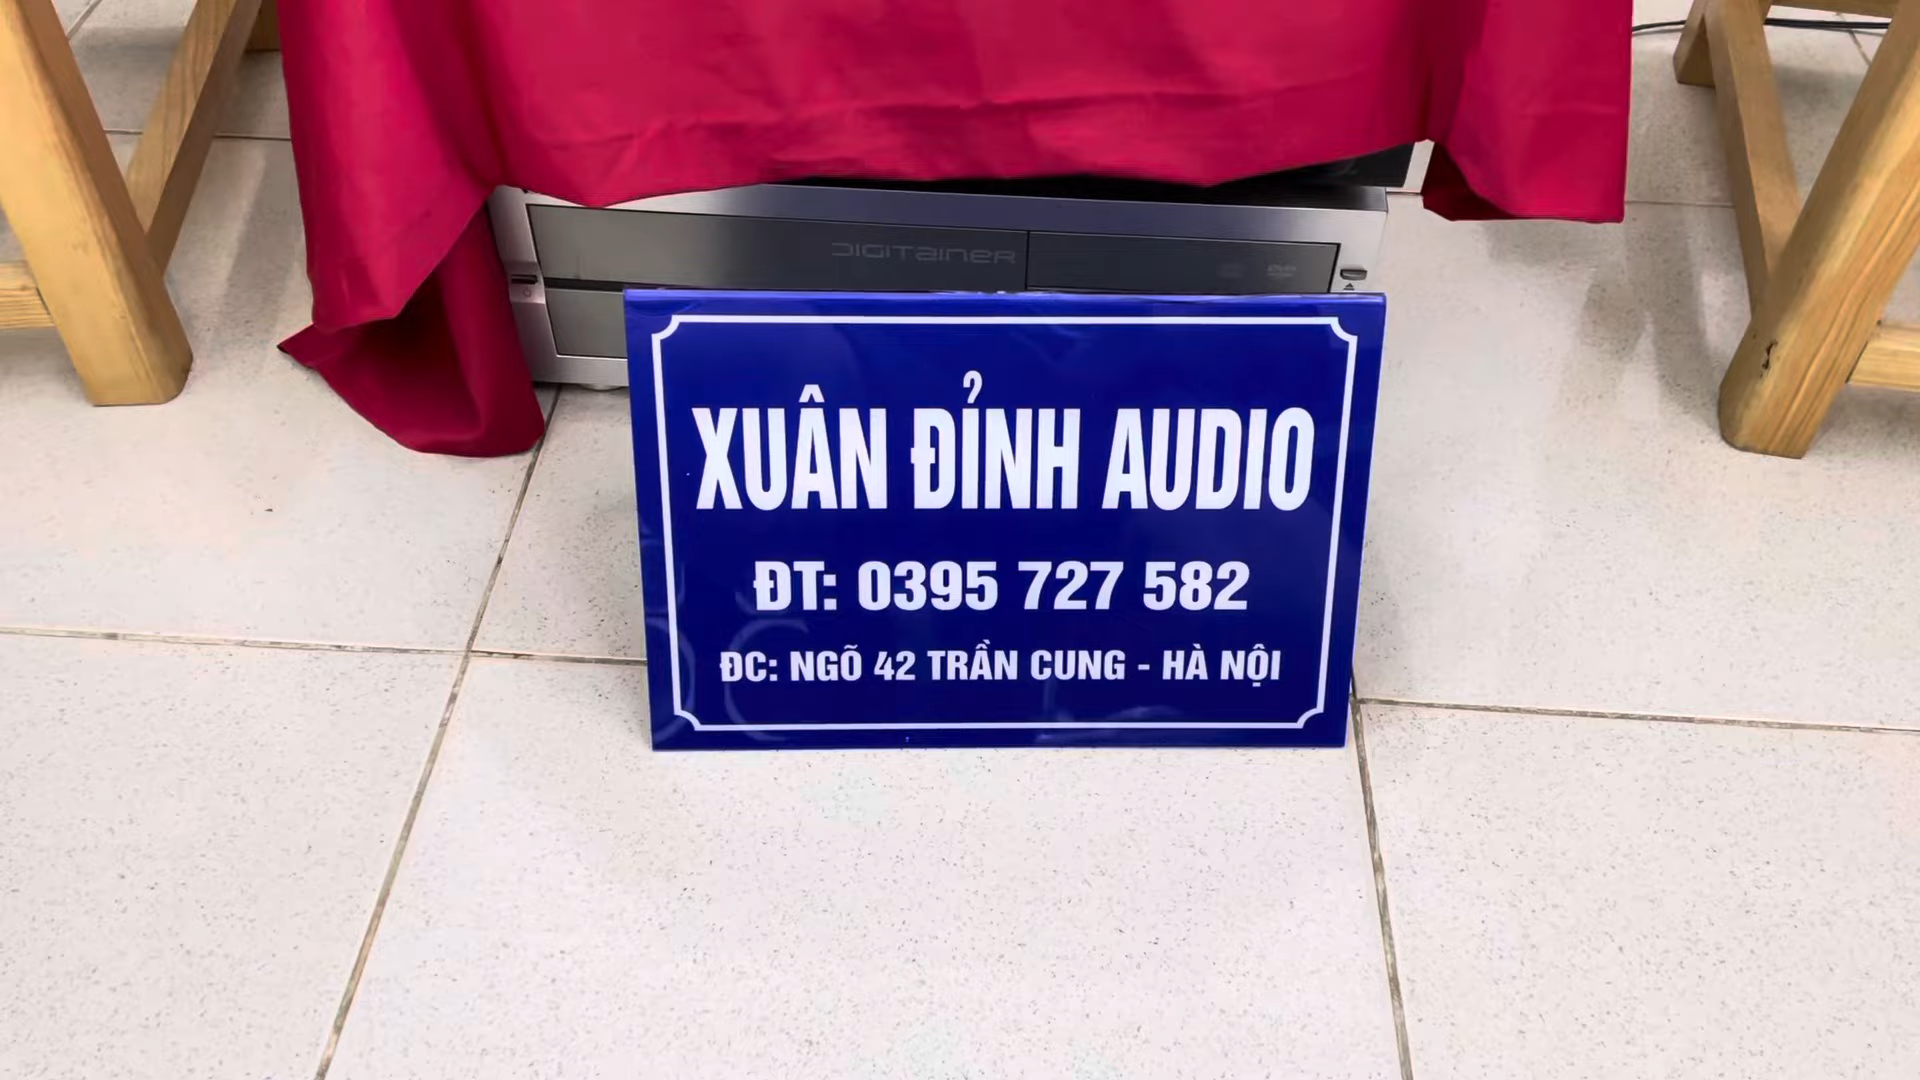 DIGITAINER
XUÂN ĐỈNH AUDIO
ĐT: 0395 727 582
ĐC: NGÕ 42 TRẦN CUNG - HÀ NỘI